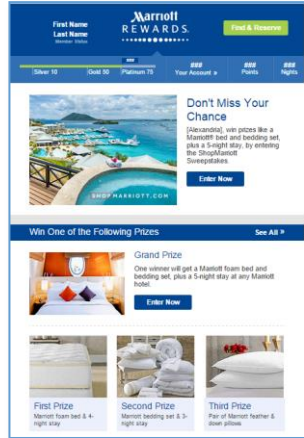 First Name
Last Name
Member Status
Marriott
REWARDS.
Find & Reserve
###
Silver 10
Gold 50
Platinum 75
###
Your Account »
###
Points
###
Nights
Don't Miss Your
Chance
[Alexandria], win prizes like a
Marriott® bed and bedding set,
plus a 5-night stay, by entering
the ShopMarriott
Sweepstakes.
Enter Now
SHOPMARRIOTT.COM
Win One of the Following Prizes
See All »
Grand Prize
One winner will get a Marriott foam bed and
bedding set, plus a 5-night stay at any Marriott
hotel.
Enter Now
First Prize
Marriott foam bed & 4-
night stay
Second Prize
Marriott bedding set & 3-
night stay
Third Prize
Pair of Marriott feather &
down pillows